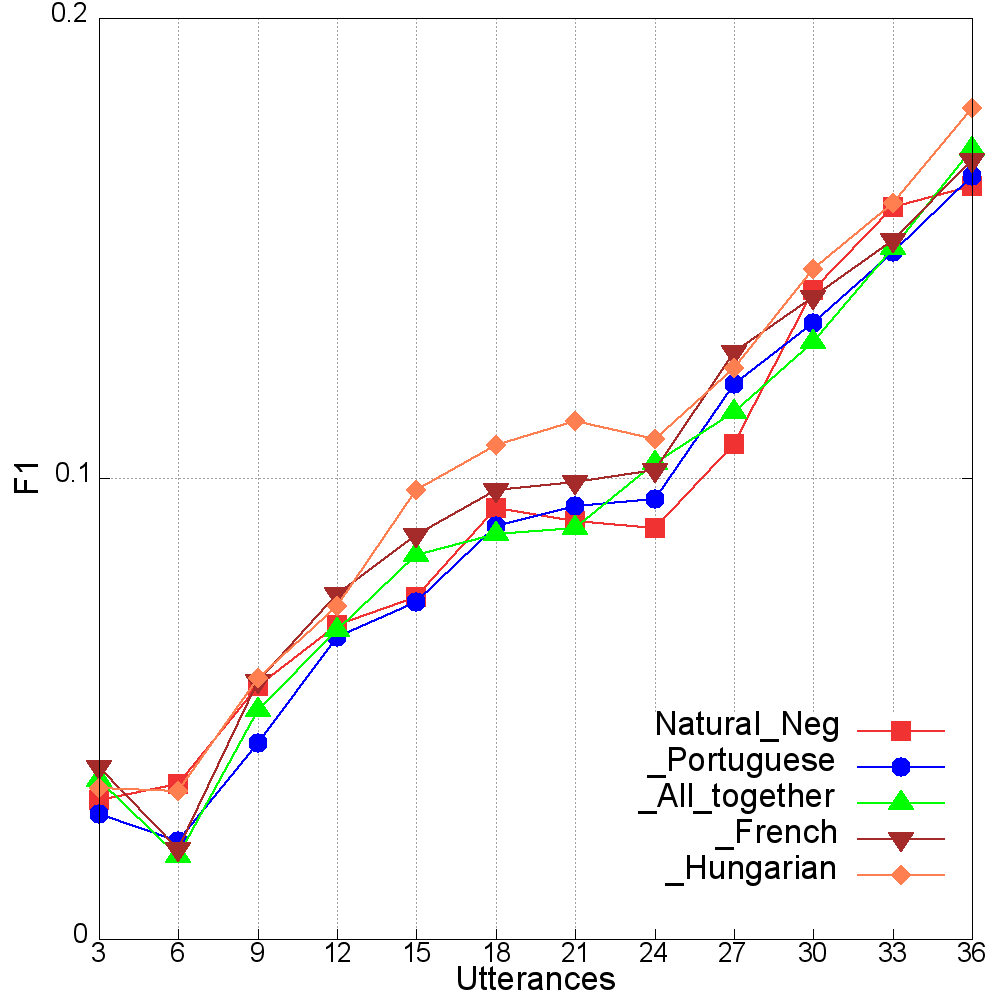 0.2
0.1
0
F1
3 6 9 12 15 18 21 24 27 30 33 36
Utterances
Natural_Neg
_Portuguese
_All_together
_French
_Hungarian